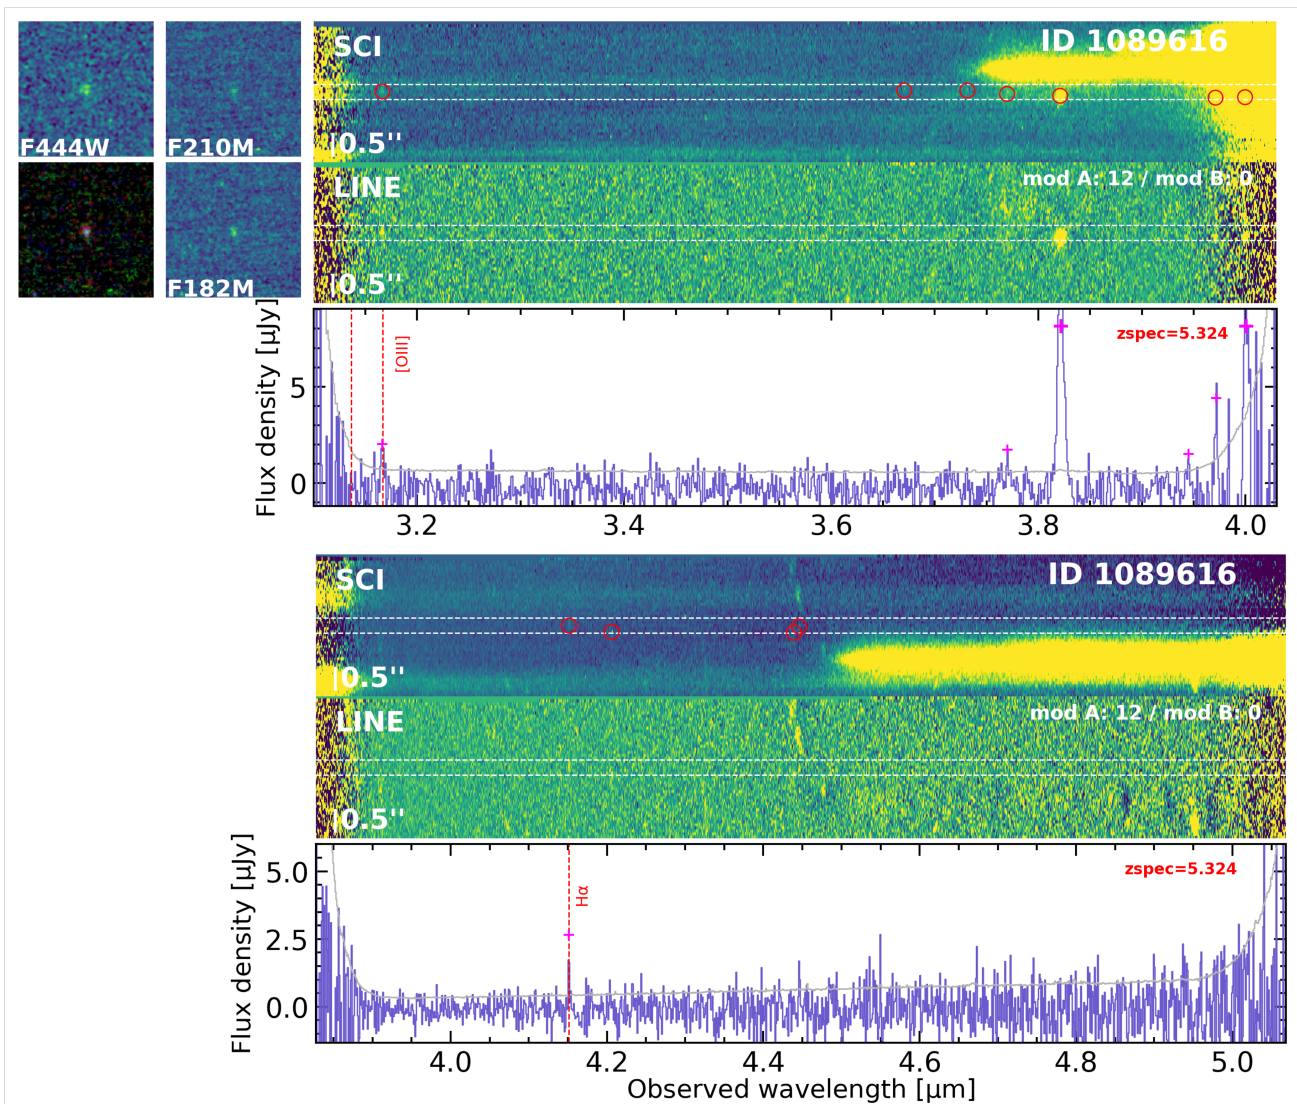 F444W
F210M
F182M
SCI
ID 1089616
0.5''
LINE
mod A: 12 / mod B: 0
0.5''
Flux density [μJy]
5
0
[OIII]
zspec=5.324
3.2
3.4
3.6
3.8
4.0
SCI
ID 1089616
0.5''
LINE
mod A: 12 / mod B: 0
0.5''
Flux density [μJy]
5.0
2.5
0.0
Hα
zspec=5.324
4.0
4.2
4.4
4.6
4.8
5.0
Observed wavelength [μm]